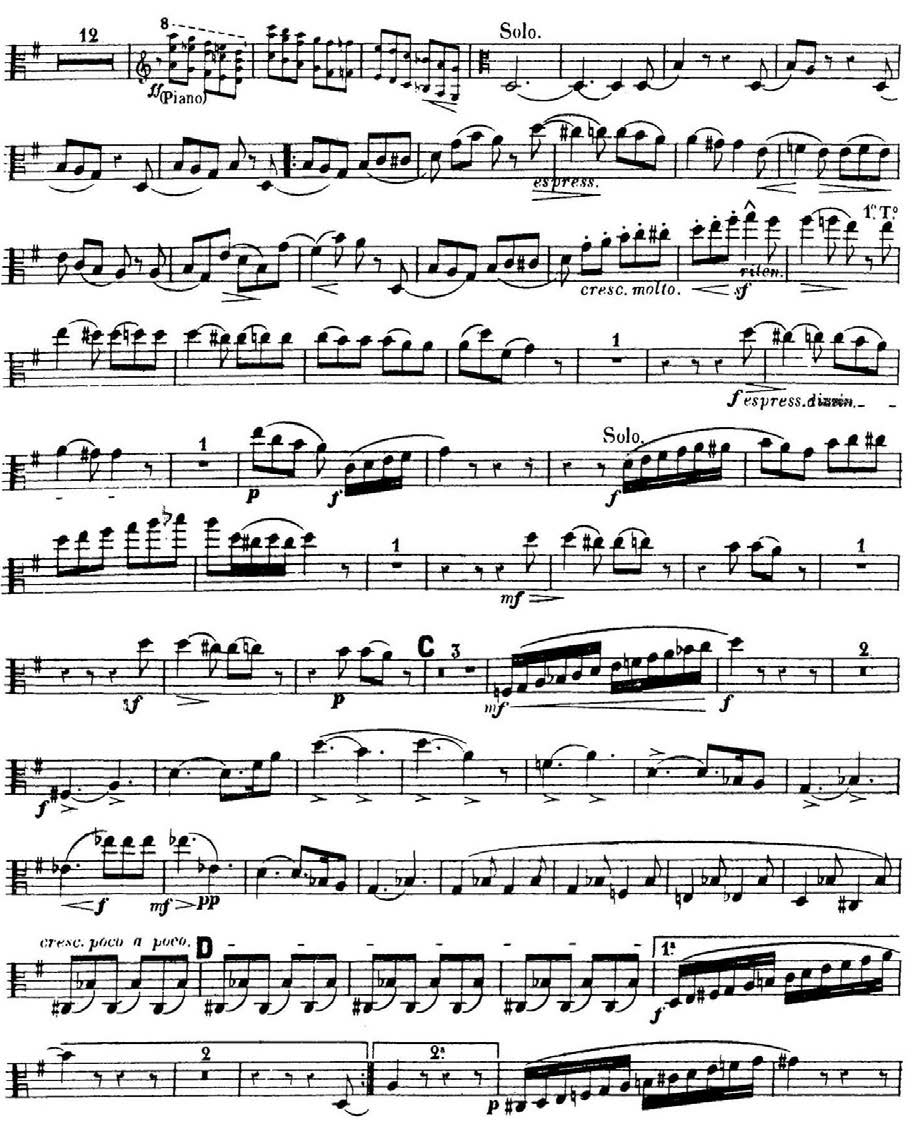 12 8 Solo.
ff (Piano)
espress.
1º Tº
cresc. molto. riten. sf
1
f espress. dimin.
1 Solo.
p f f
1 1
mf
C 3 2
sf p mf f
f
f mf pp
cresc. poco a poco. D 1ª
f
2 2ª
p